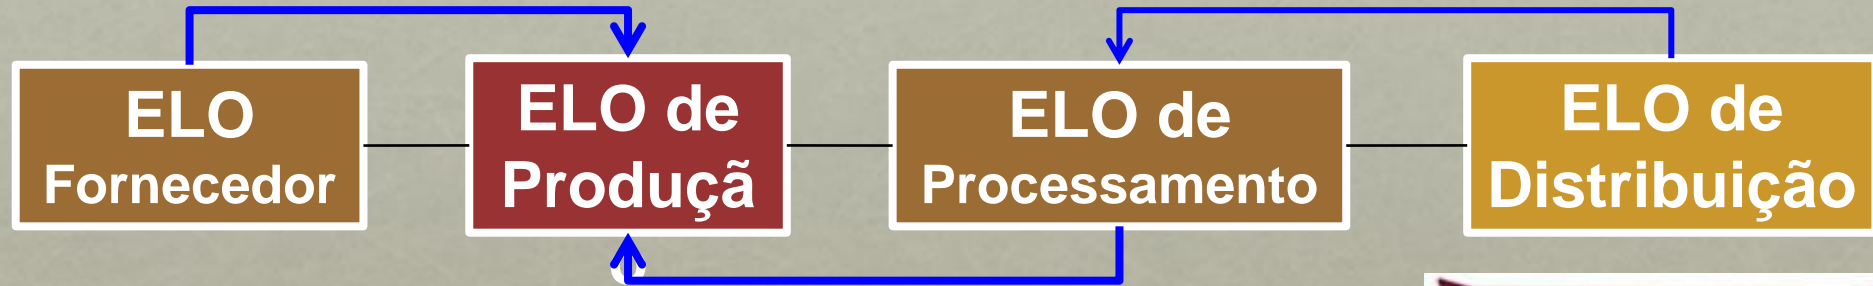 ELO
Fornecedor
ELO de
Produçã
ELO de
Processamento
ELO de
Distribuição